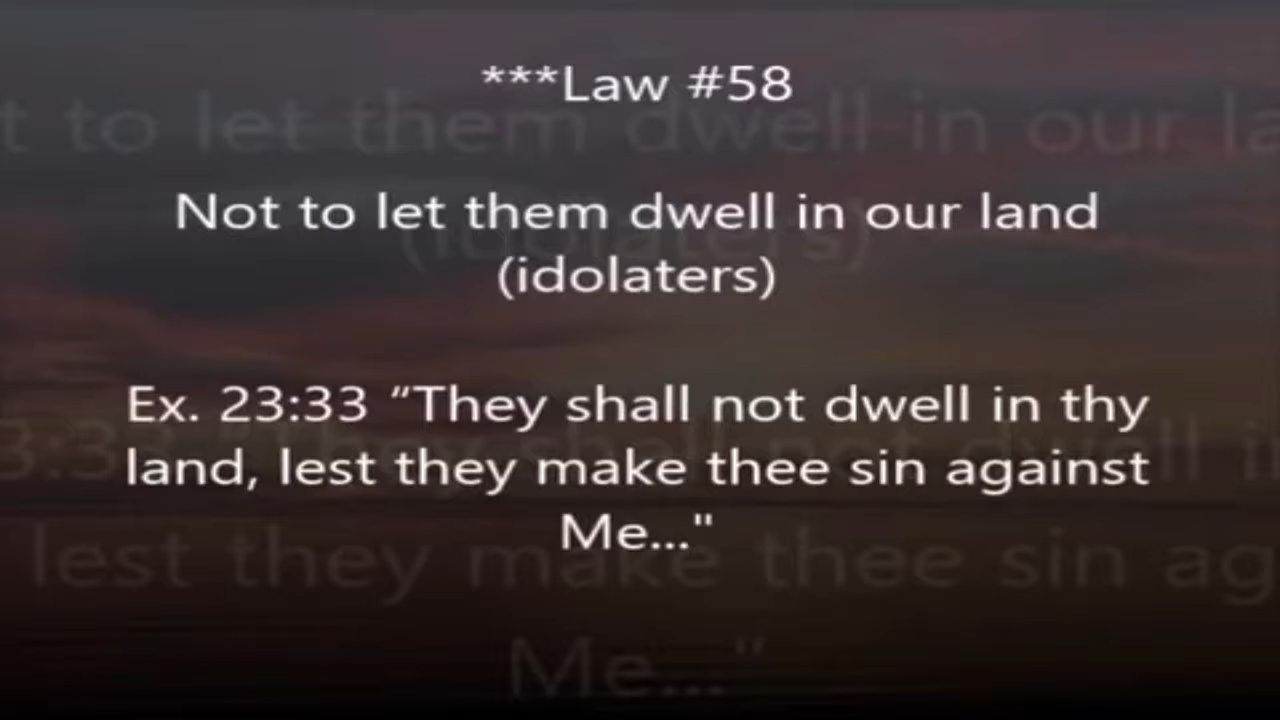 ***Law #58
Not to let them dwell in our land
(idolaters)
Ex. 23:33 “They shall not dwell in thy
land, lest they make thee sin against
Me..."